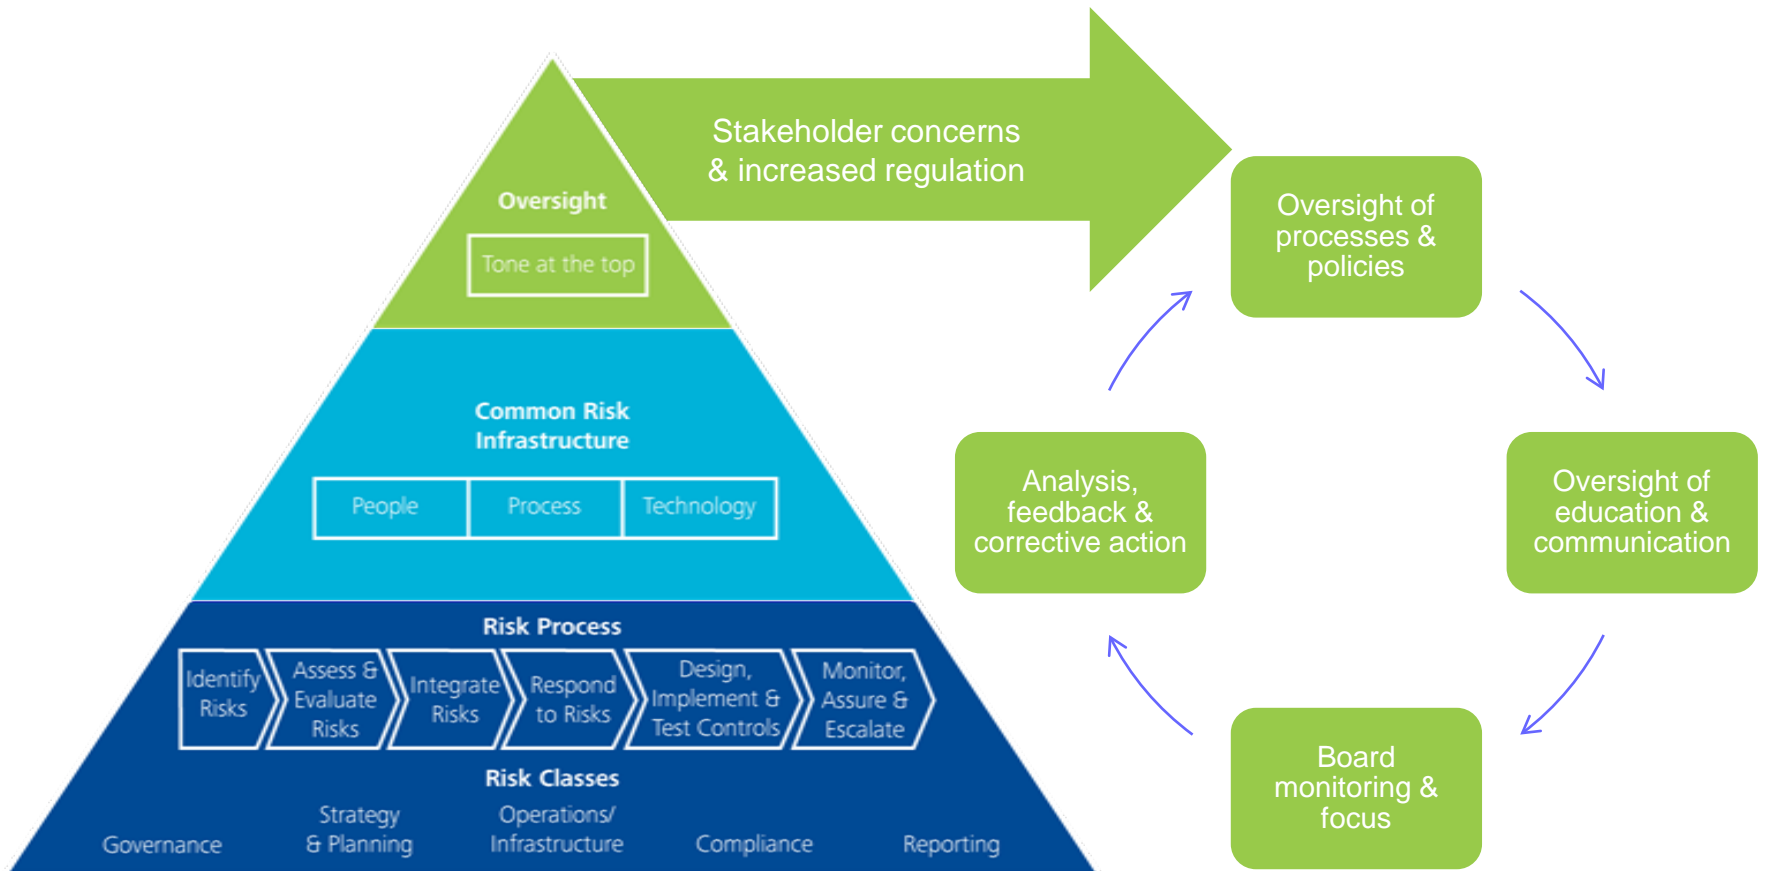 Stakeholder concerns
& increased regulation
Oversight
Tone at the top
Common Risk
Infrastructure
People
Process
Technology
Risk Process
Identify
Risks
Assess &
Evaluate
Risks
Integrate
Risks
Respond
to Risks
Design,
Implement &
Test Controls
Monitor,
Assure &
Escalate
Risk Classes
Governance
Strategy
& Planning
Operations/
Infrastructure
Compliance
Reporting
Oversight of
processes &
policies
Oversight of
education &
communication
Board
monitoring &
focus
Analysis,
feedback &
corrective action